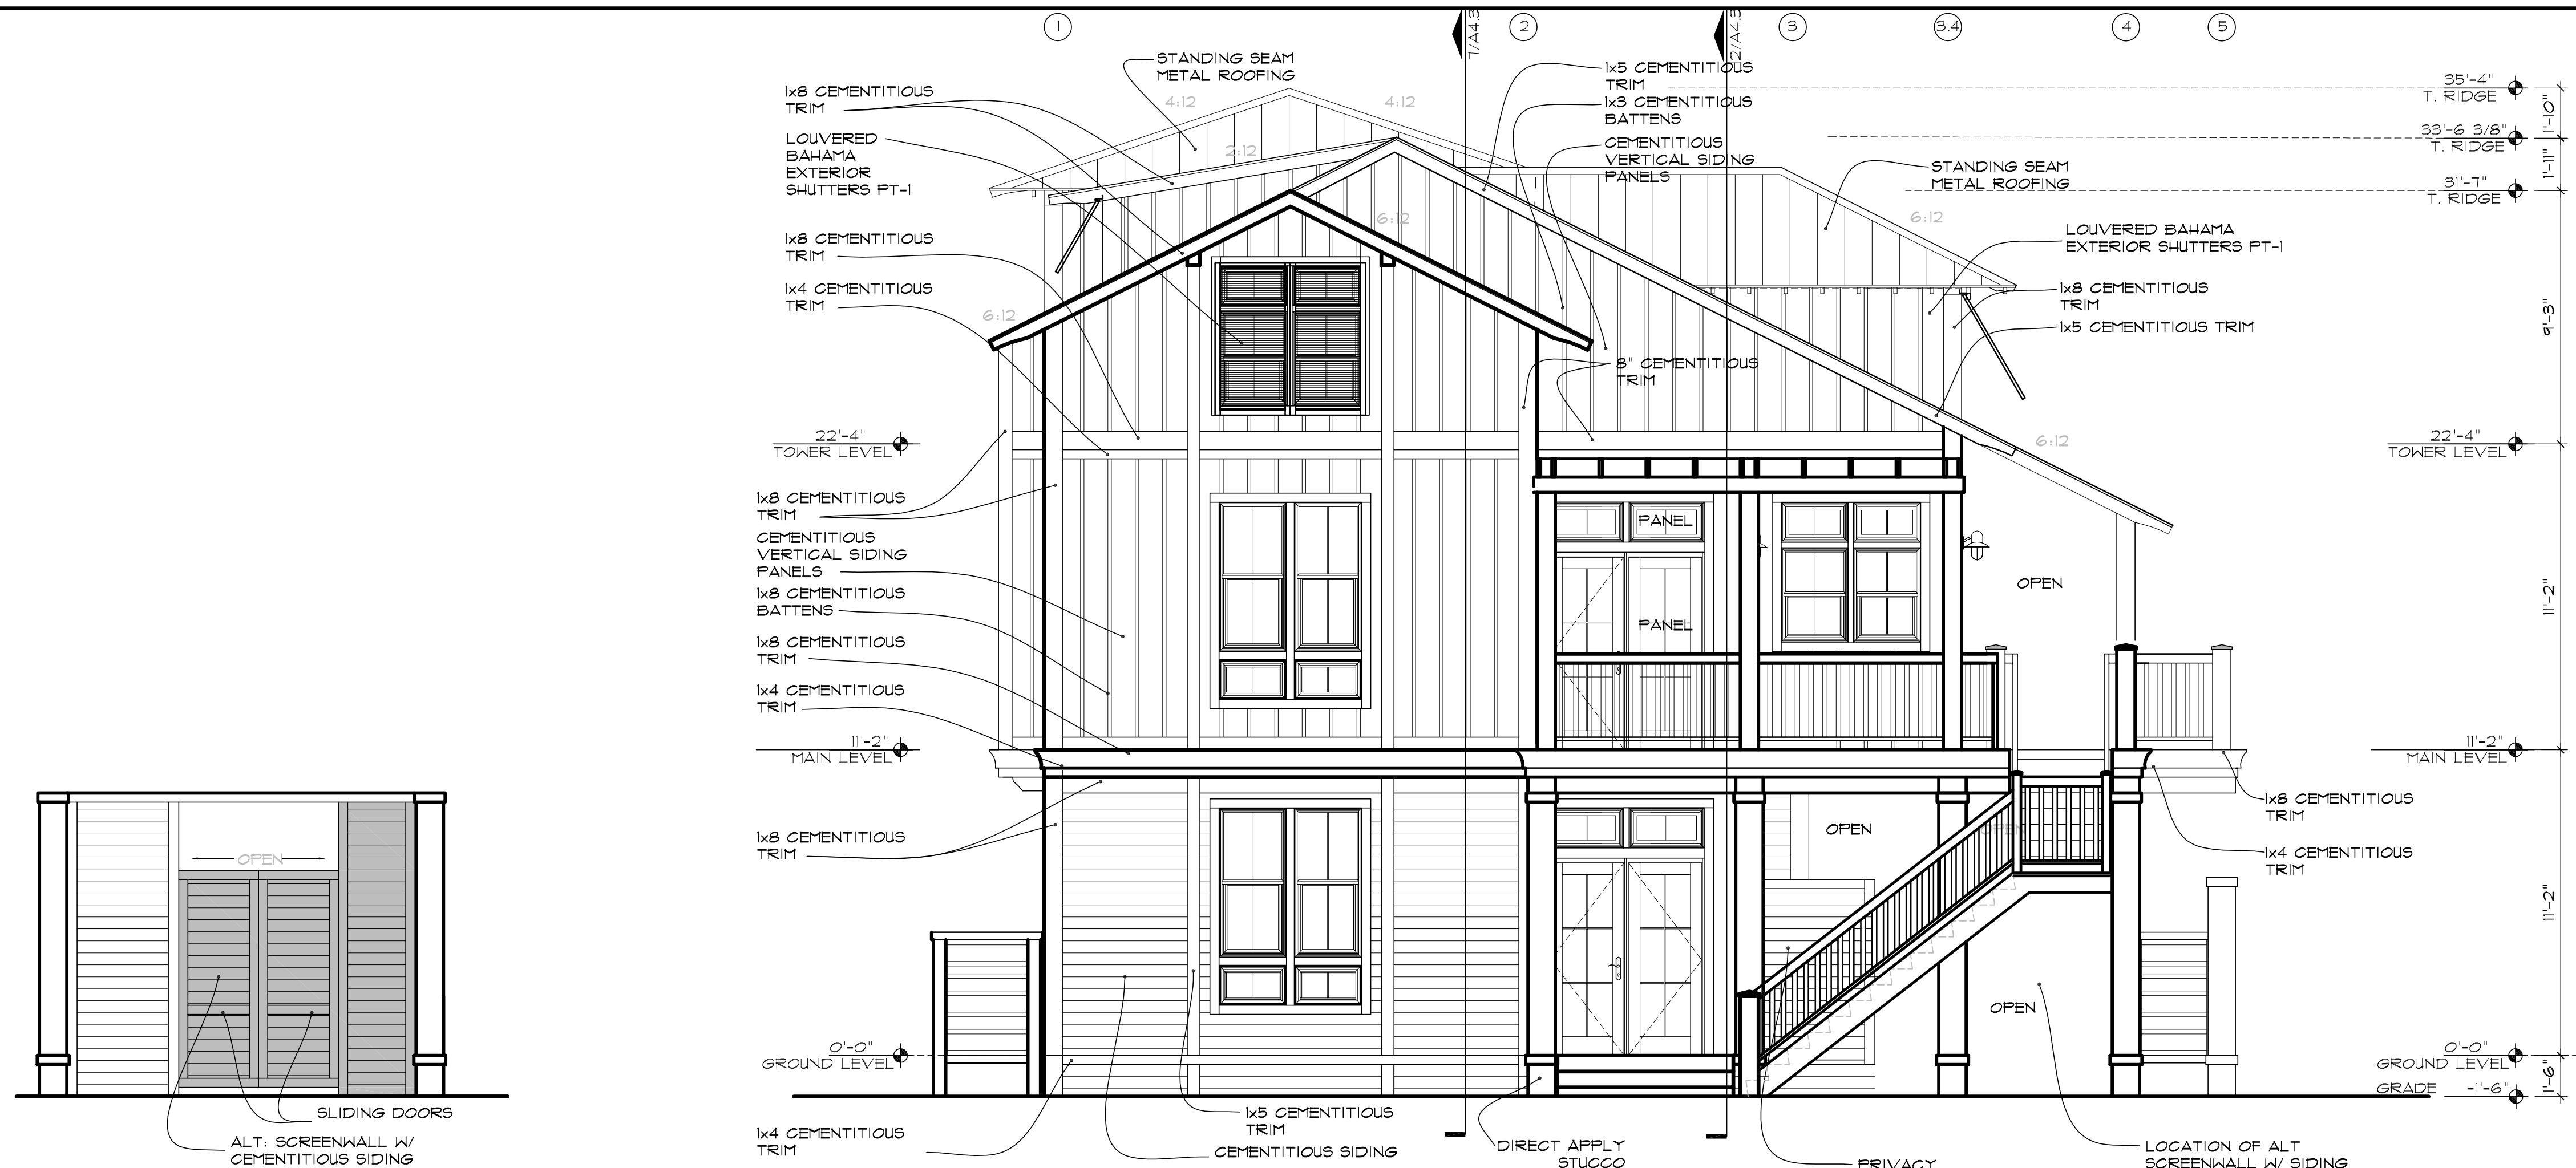 1
1/A4.3
2
2/A4.3
3
3.4
4
5
STANDING SEAM
METAL ROOFING
4:12
4:12
2:12
6:12
6:12
6:12
6:12
1x8 CEMENTITIOUS
TRIM
LOUVERED
BAHAMA
EXTERIOR
SHUTTERS PT-1
1x8 CEMENTITIOUS
TRIM
1x4 CEMENTITIOUS
TRIM
22'-4"
TOWER LEVEL
1x8 CEMENTITIOUS
TRIM
CEMENTITIOUS
VERTICAL SIDING
PANELS
1x8 CEMENTITIOUS
BATTENS
1x8 CEMENTITIOUS
TRIM
1x4 CEMENTITIOUS
TRIM
11'-2"
MAIN LEVEL
1x8 CEMENTITIOUS
TRIM
0'-0"
GROUND LEVEL
1x4 CEMENTITIOUS
TRIM
1x5 CEMENTITIOUS
TRIM
1x3 CEMENTITIOUS
BATTENS
CEMENTITIOUS
VERTICAL SIDING
PANELS
8" CEMENTITIOUS
TRIM
STANDING SEAM
METAL ROOFING
LOUVERED BAHAMA
EXTERIOR SHUTTERS PT-1
1x8 CEMENTITIOUS
TRIM
1x5 CEMENTITIOUS TRIM
PANEL
PANEL
OPEN
OPEN
OPEN
OPEN
35'-4"
T. RIDGE
33'-6 3/8"
T. RIDGE
31'-7"
T. RIDGE
22'-4"
TOWER LEVEL
11'-2"
MAIN LEVEL
1x8 CEMENTITIOUS
TRIM
1x4 CEMENTITIOUS
TRIM
0'-0"
GROUND LEVEL
GRADE -1'-6"
1'-10"
1'-11"
9'-3"
11'-2"
11'-2"
1'-6"
OPEN
SLIDING DOORS
ALT: SCREENWALL W/
CEMENTITIOUS SIDING
1x5 CEMENTITIOUS
TRIM
CEMENTITIOUS SIDING
DIRECT APPLY
STUCCO
PRIVACY
LOCATION OF ALT
SCREENWALL W/ SIDING